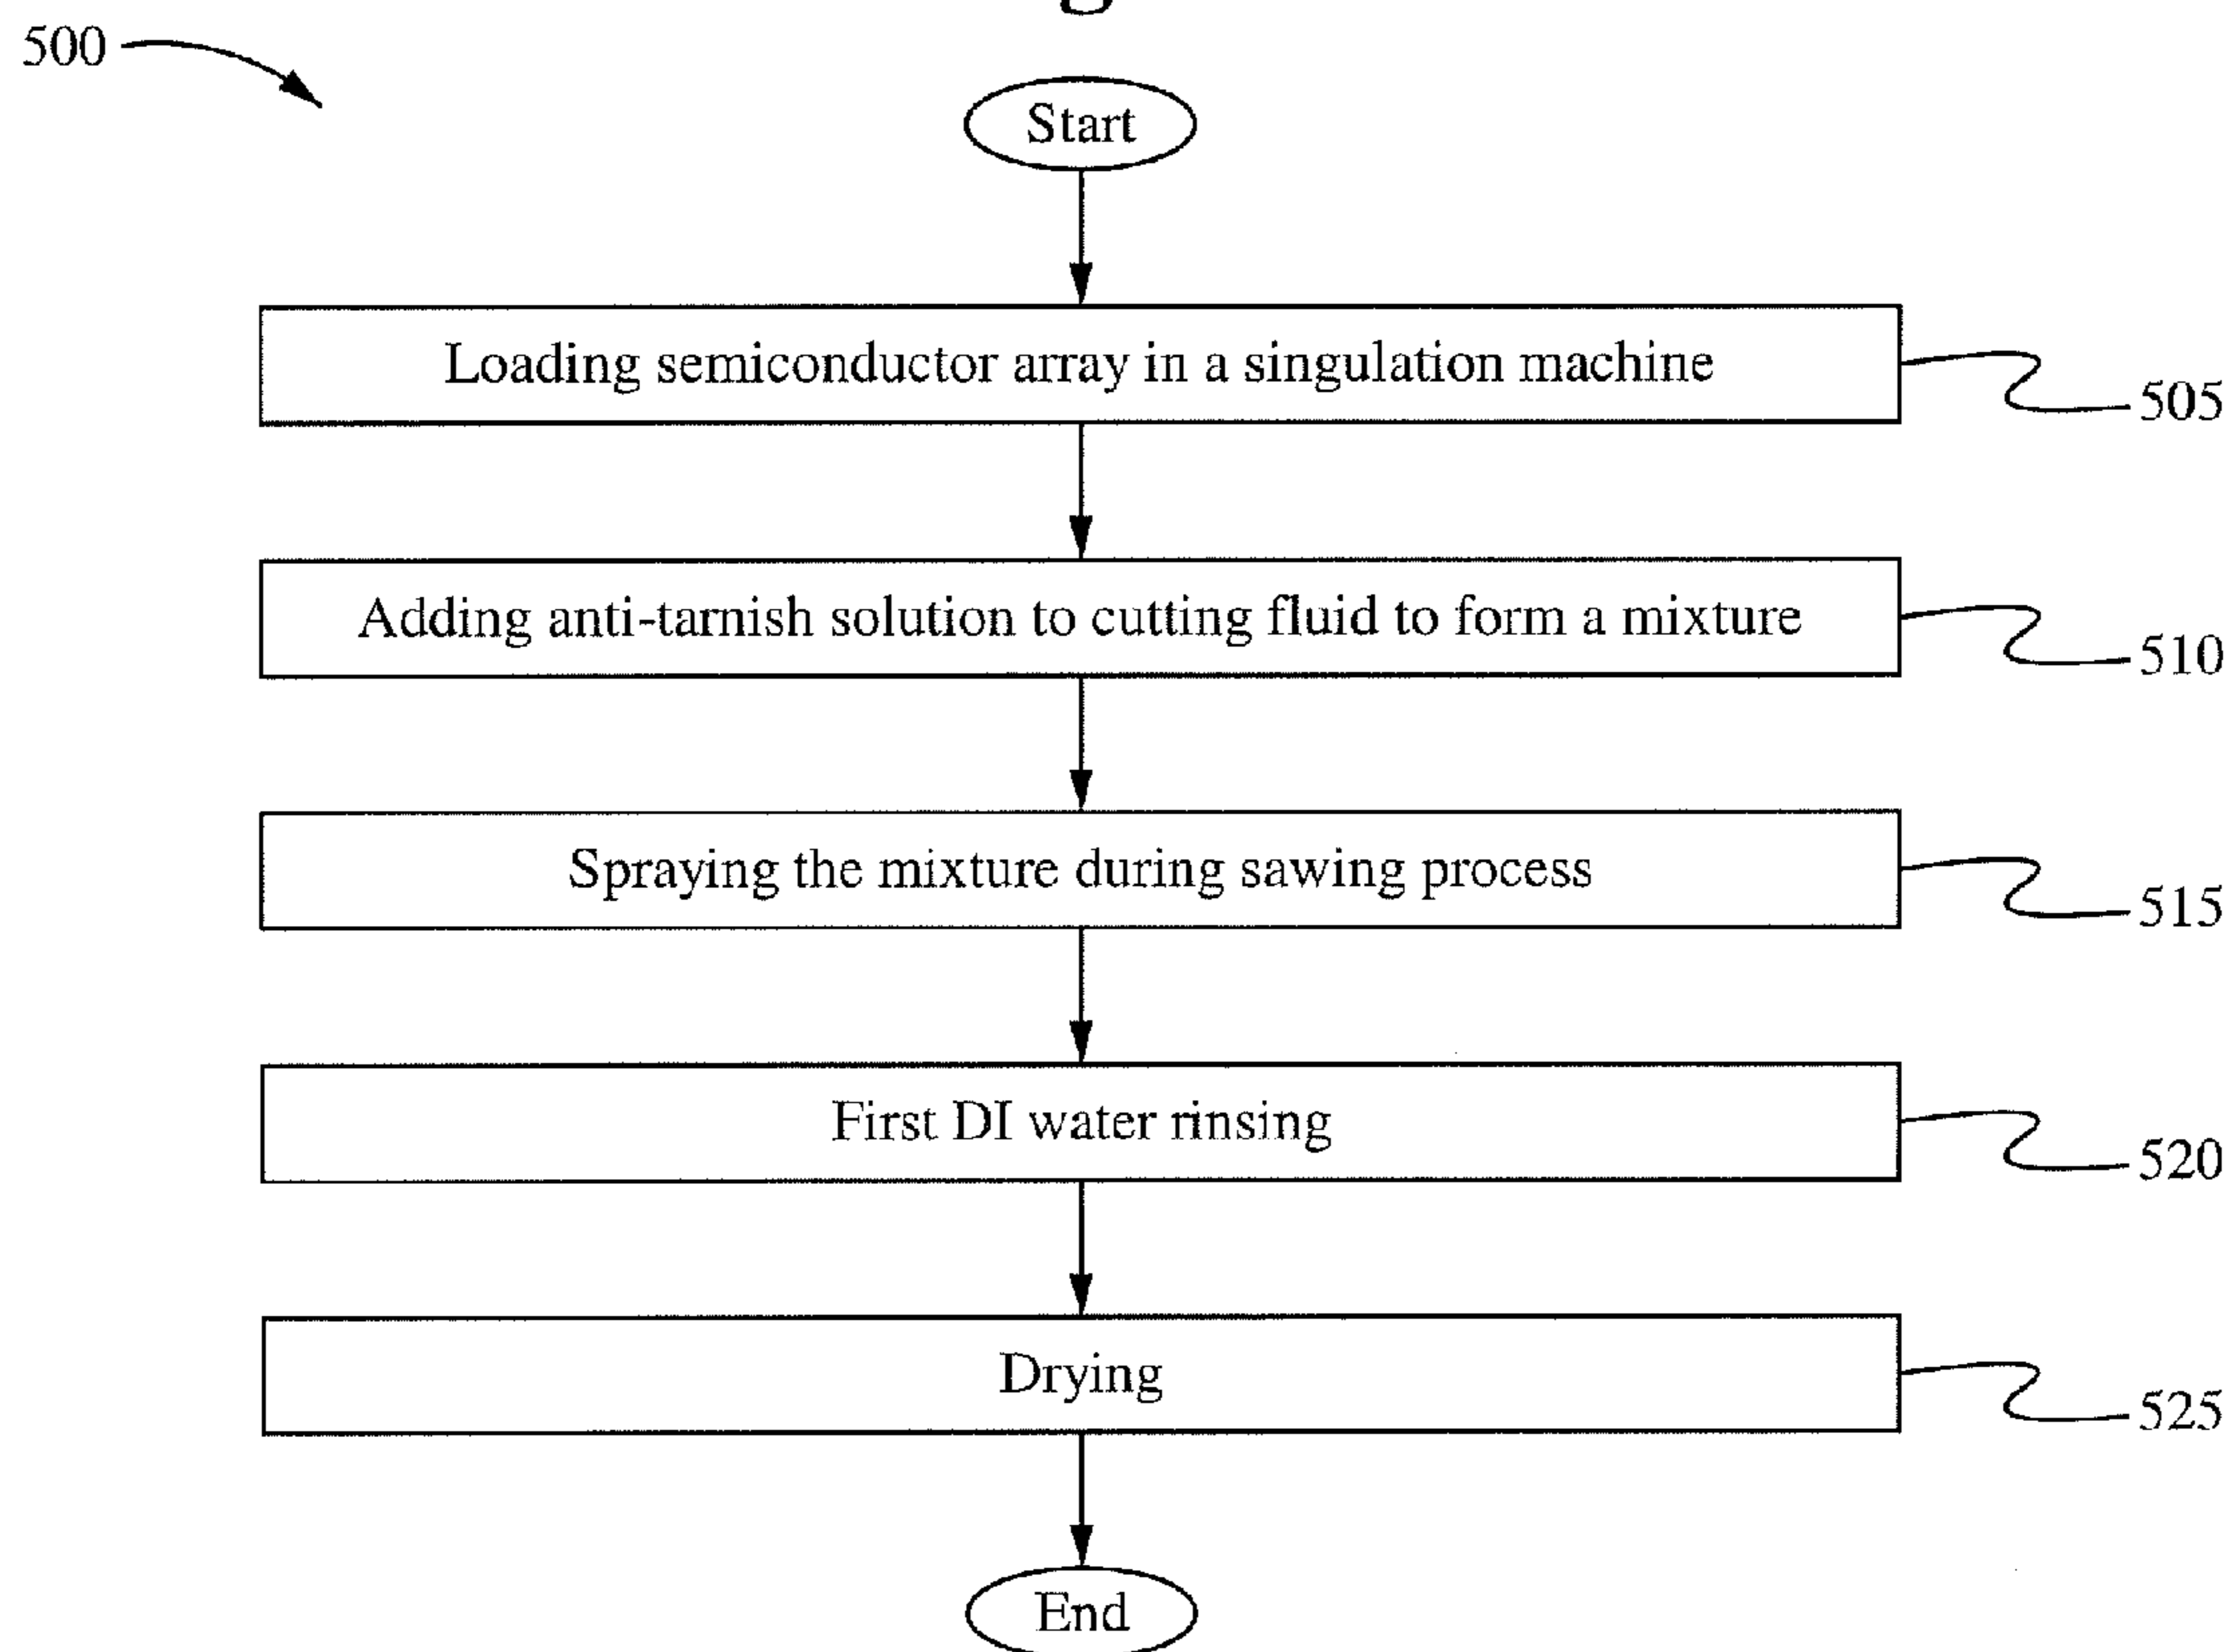 500
Start
Loading semiconductor array in a singulation machine
505
Adding anti-tarnish solution to cutting fluid to form a mixture
510
Spraying the mixture during sawing process
515
First DI water rinsing
520
Drying
525
End